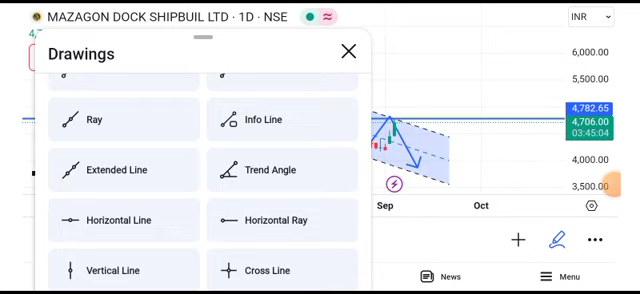 MAZAGON DOCK SHIPBUIL LTD · 1D · NSE
INR
4,7
Drawings
Ray
Info Line
Extended Line
Trend Angle
Horizontal Line
Horizontal Ray
Vertical Line
Cross Line
6,000.00
5,500.00
4,782.65
4,706.00
03:45:04
4,000.00
3,500.00
Sep
Oct
News
Menu